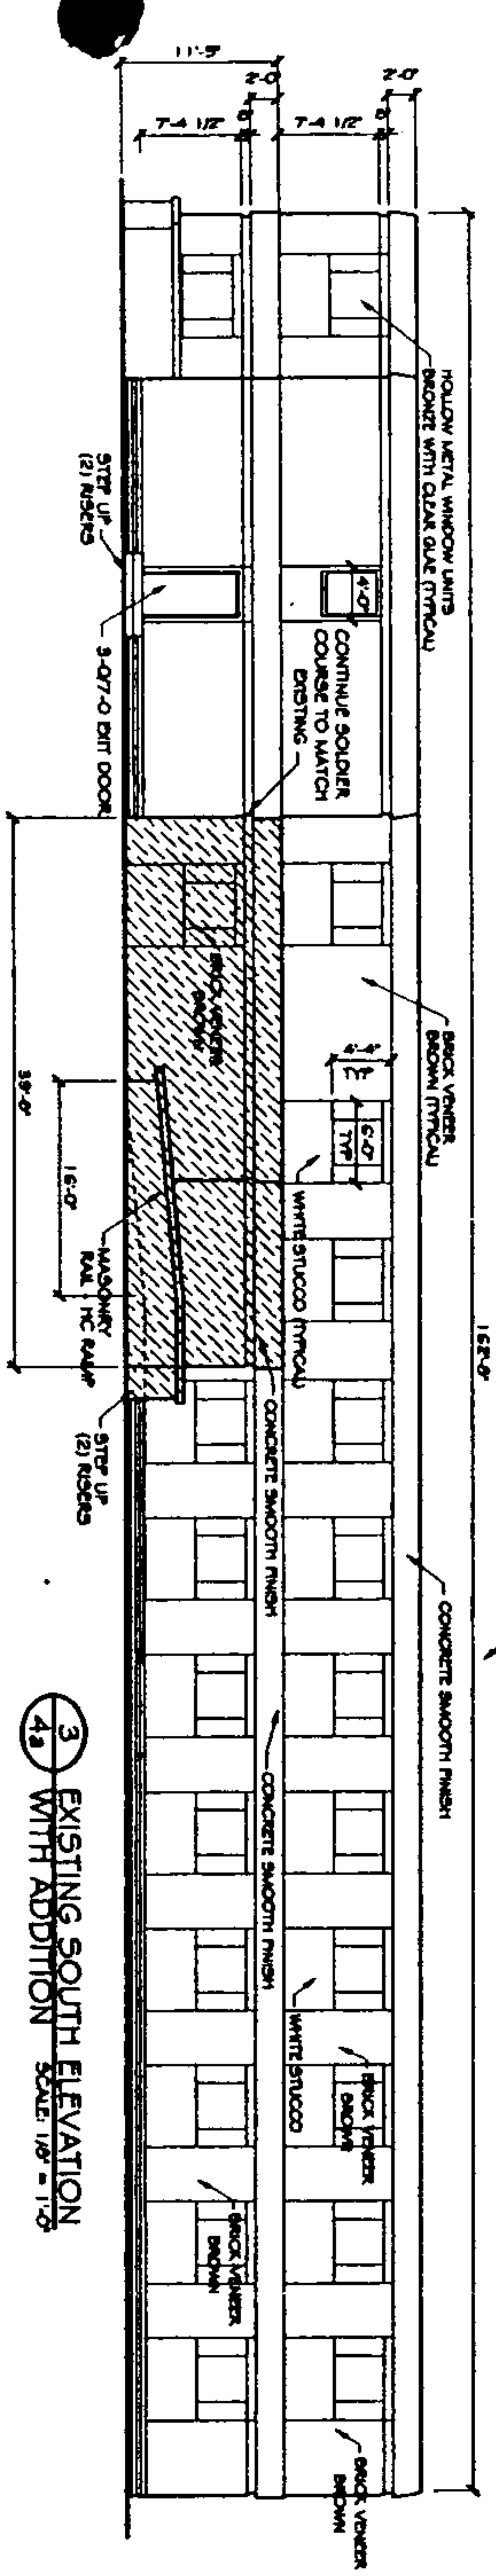 162'-8"
11'-5"
2'-0"
7-4 1/2"
8"
2'-0"
7-4 1/2"
8"
HOLLOW METAL WINDOW UNITS
BRONZE WITH CLEAR GLAZE (TYPICAL)
4'-0"
CONTINUE SOLDIER
COURSE TO MATCH
EXISTING
BRICK VENEER
BROWN (TYPICAL)
4'-4"
6'-0"
TYP
WHITE STUCCO (TYPICAL)
CONCRETE SMOOTH FINISH
CONCRETE SMOOTH FINISH
CONCRETE SMOOTH FINISH
WHITE STUCCO
BRICK VENEER
BROWN
BRICK VENEER
BROWN
BRICK VENEER
BROWN
BRICK VENEER
BROWN
STEP UP
(2) RISERS
3-0/7-0 EXIT DOOR
39'-0"
16'-0"
MASONRY
RAIL - HC RAMP
STEP UP
(2) RISERS
3
4a
EXISTING SOUTH ELEVATION
WITH ADDITION SCALE: 1/8" = 1'-0"